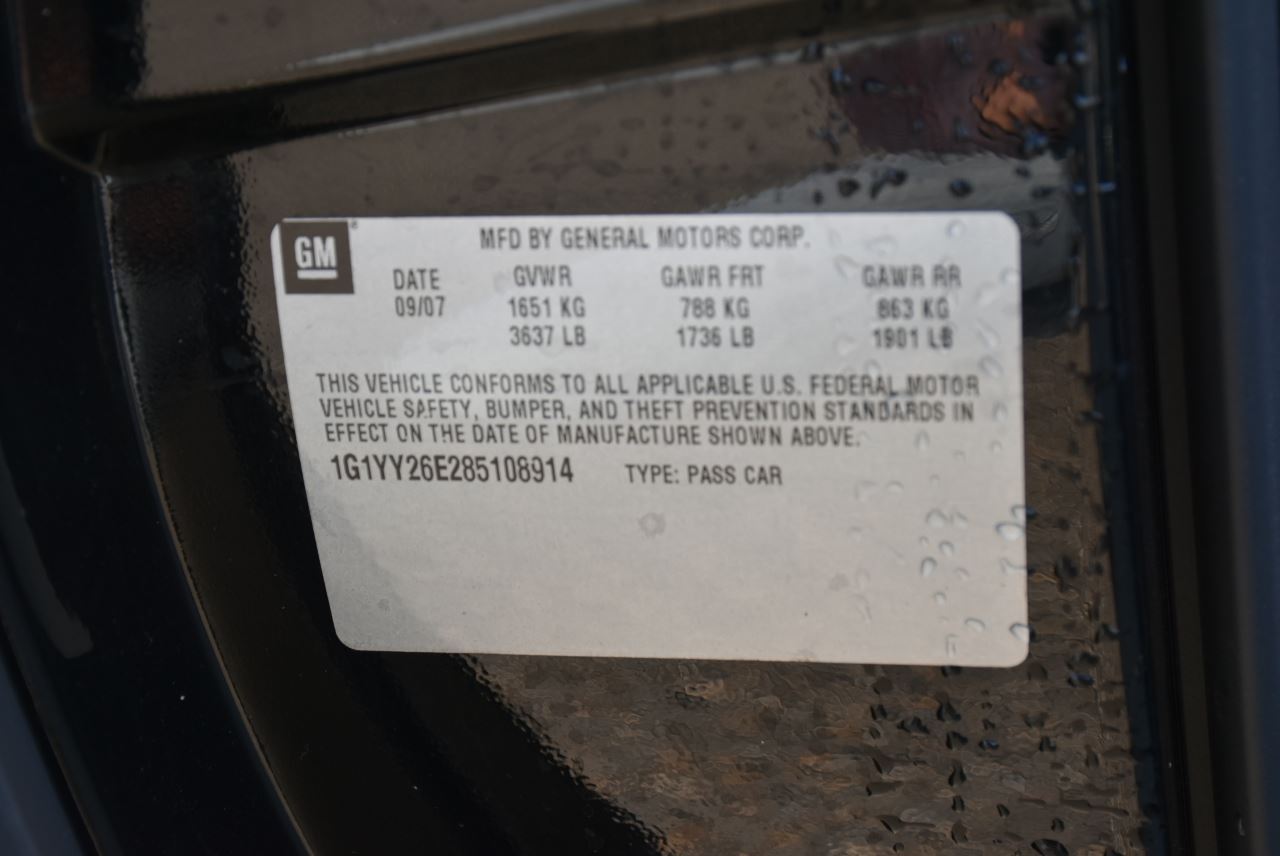 GM
MFD BY GENERAL MOTORS CORP.
DATE GVWR GAWR FRT GAWR RR
09/07 1651 KG 788 KG 863 KG
3637 LB 1736 LB 1901 LB
THIS VEHICLE CONFORMS TO ALL APPLICABLE U.S. FEDERAL MOTOR
VEHICLE SAFETY, BUMPER, AND THEFT PREVENTION STANDARDS IN
EFFECT ON THE DATE OF MANUFACTURE SHOWN ABOVE.
1G1YY26E285108914 TYPE: PASS CAR